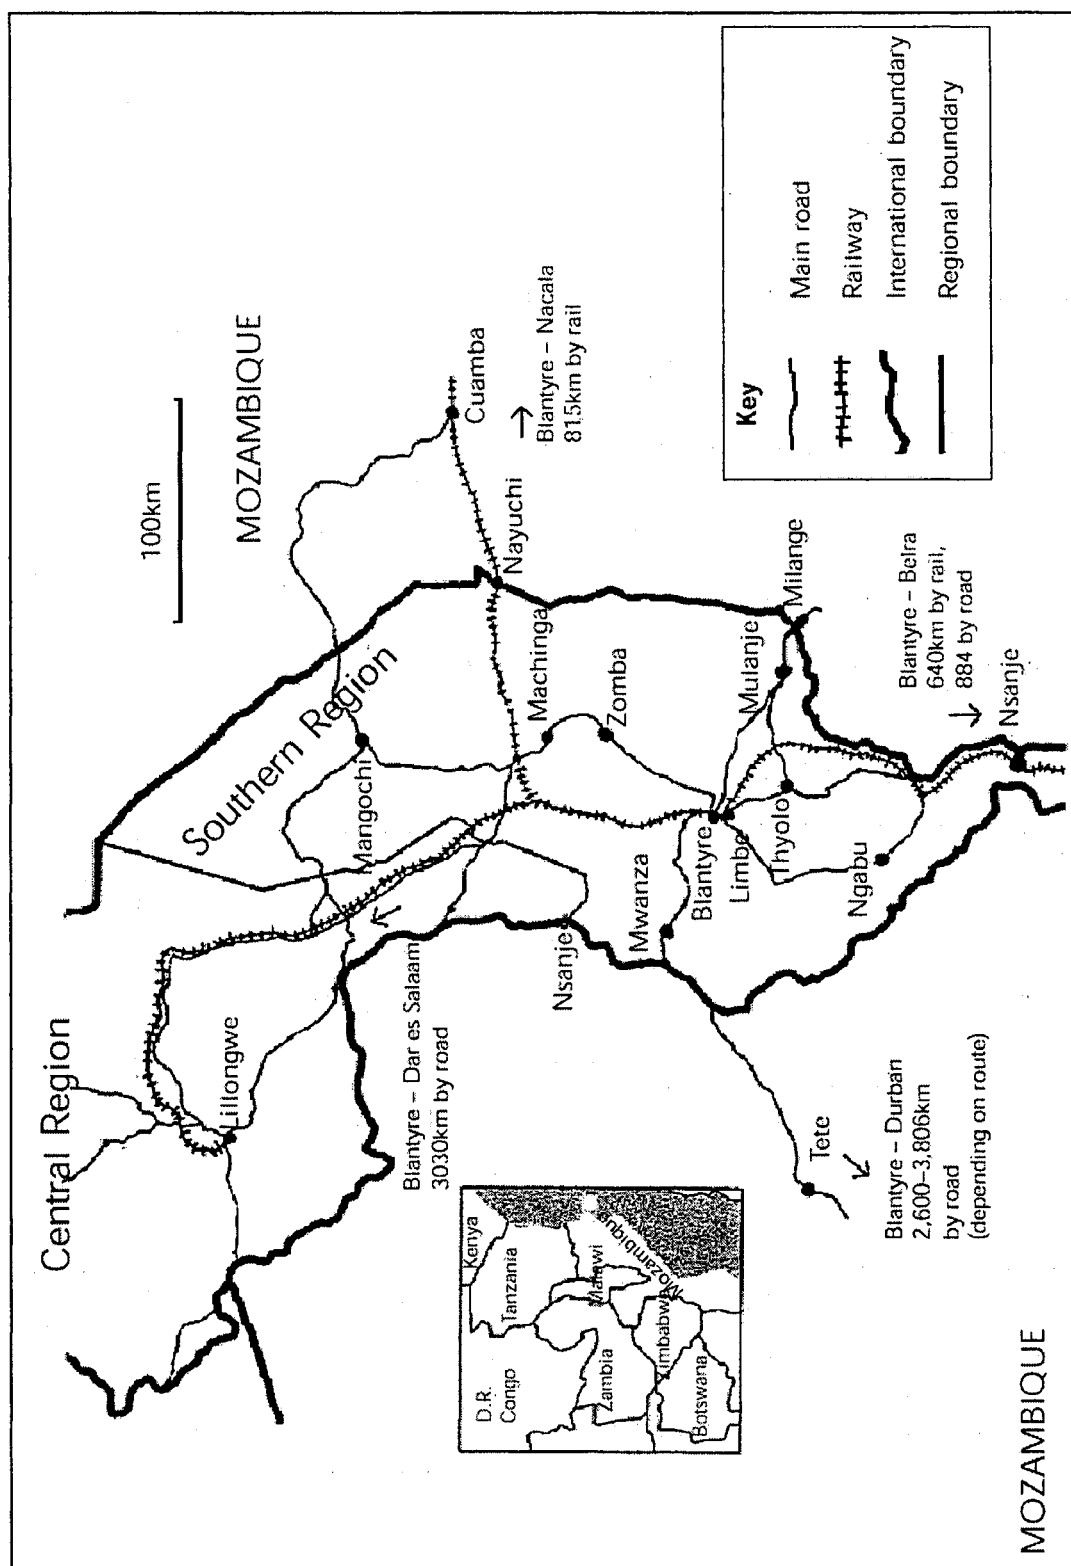 Central Region
Lillongwe
Southern Region
100km
MOZAMBIQUE
Mangochi
Cuamba
Nayuchi
→
Blantyre – Nacala
815km by rail
Machinga
Zomba
Blantyre – Dar es Salaam
3030km by road
Nsanje
Mwanza
Blantyre
Limbe
Thyolo
Mulanje
Milange
Ngabu
Nsanje
Blantyre – Beira
640km by rail,
884 by road
Tete
Blantyre – Durban
2,600–3,806km
by road
(depending on route)
MOZAMBIQUE
Key
Main road
Railway
International boundary
Regional boundary
D.R.
Congo
Kenya
Tanzania
Malawi
Zambia
Mozambique
Zimbabwe
Botswana